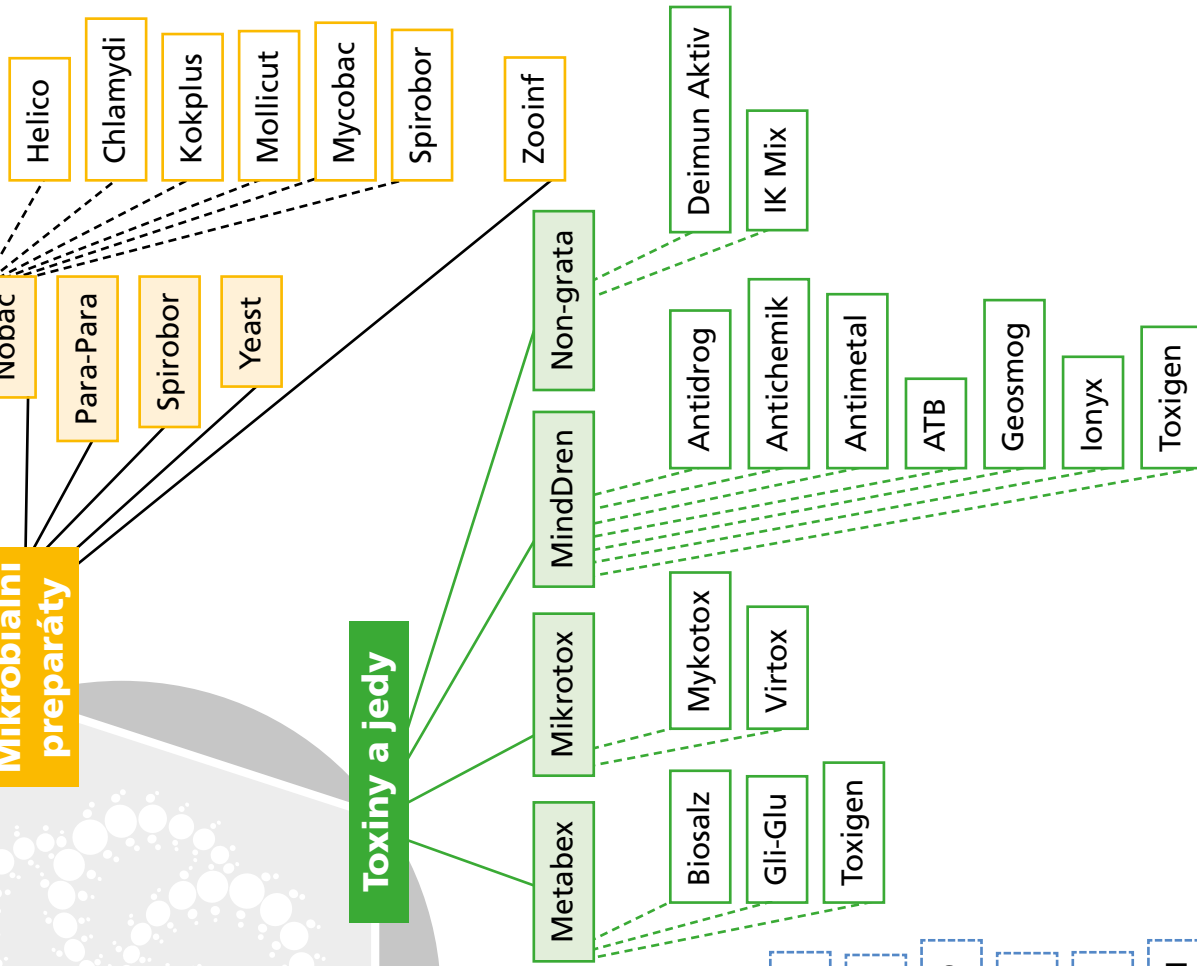 Helico
Chlamydi
Kokplus
Mollicut
Mycobac
Spirobor
Zooinf
Nobac
Para-Para
Spirobor
Yeast
Mikrobiální
preparáty
Toxiny a jedy
Non-grata
Deimun Aktiv
IK Mix
MindDren
Antidrog
Antichemik
Antimetal
ATB
Geosmog
Ionyx
Toxigen
Mikrotox
Mykotox
Virtox
Metabex
Biosalz
Gli-Glu
Toxigen